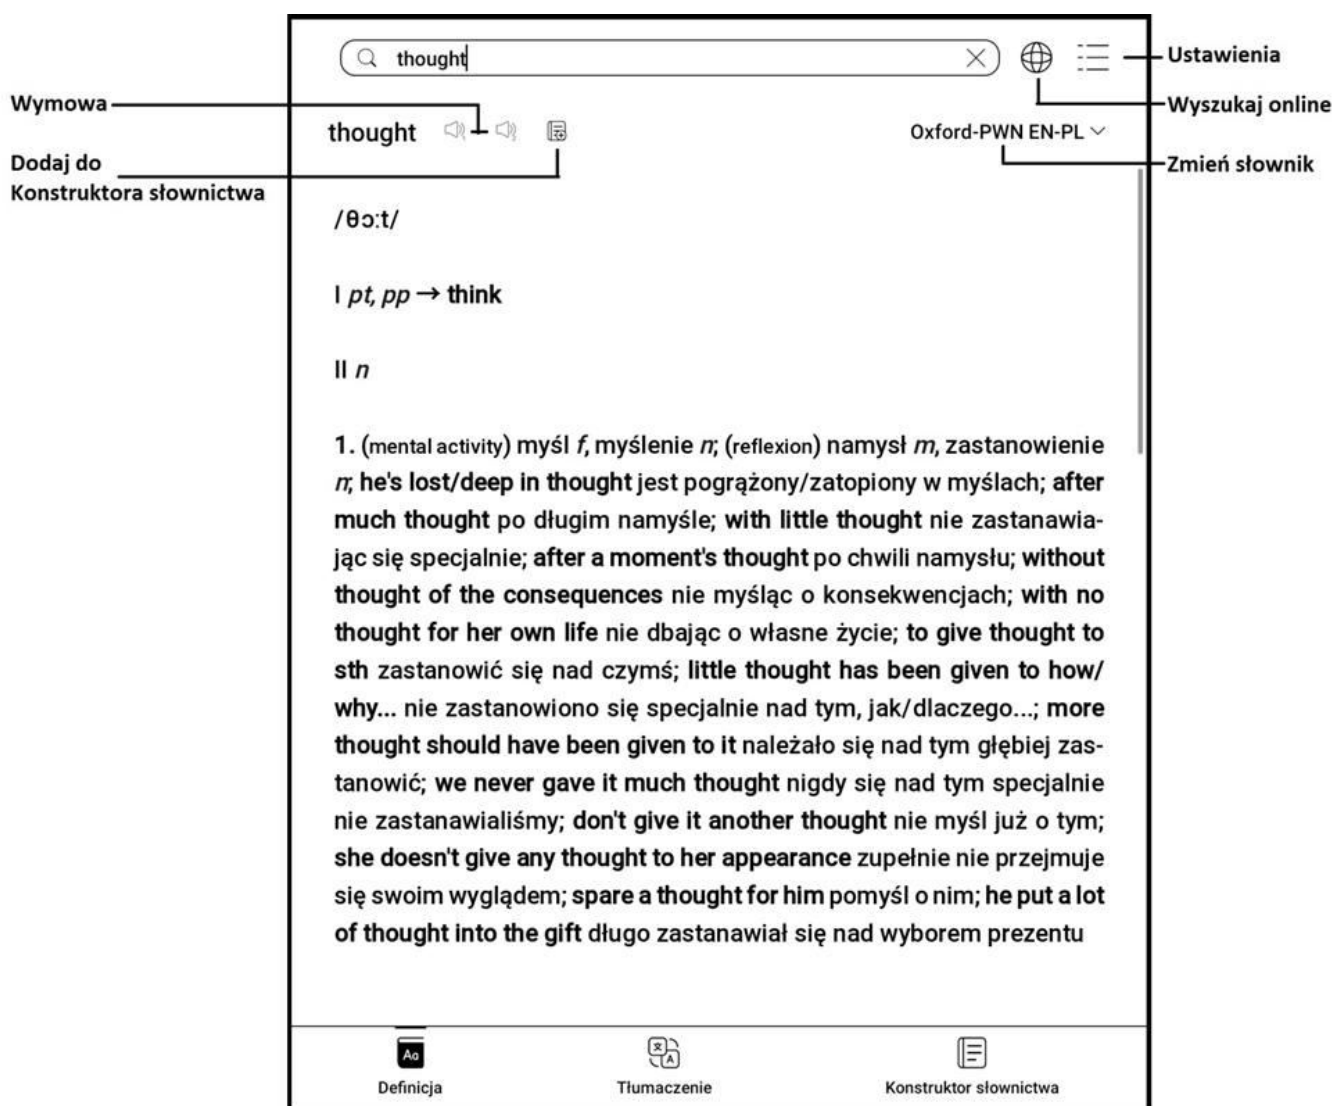 thought
Ustawienia
Wyszukaj online
Wymowa
thought
Oxford-PWN EN-PL
Zmień słownik
Dodaj do
Konstruktora słownictwa
/θɔːt/
I pt, pp → think
II n
1. (mental activity) myśl f, myślenie n; (reflexion) namysł m, zastanowienie
n; he's lost/deep in thought jest pogrążony/zatopiony w myślach; after
much thought po długim namyśle; with little thought nie zastanawia-
jąc się specjalnie; after a moment's thought po chwili namysłu; without
thought of the consequences nie myśląc o konsekwencjach; with no
thought for her own life nie dbając o własne życie; to give thought to
sth zastanowić się nad czymś; little thought has been given to how/
why... nie zastanowiono się specjalnie nad tym, jak/dlaczego...; more
thought should have been given to it należało się nad tym głębiej zas-
tanowić; we never gave it much thought nigdy się nad tym specjalnie
nie zastanawialiśmy; don't give it another thought nie myśl już o tym;
she doesn't give any thought to her appearance zupełnie nie przejmuje
się swoim wyglądem; spare a thought for him pomyśl o nim; he put a lot
of thought into the gift długo zastanawiał się nad wyborem prezentu
Aa
Definicja
文 A
Tłumaczenie
Konstruktor słownictwa